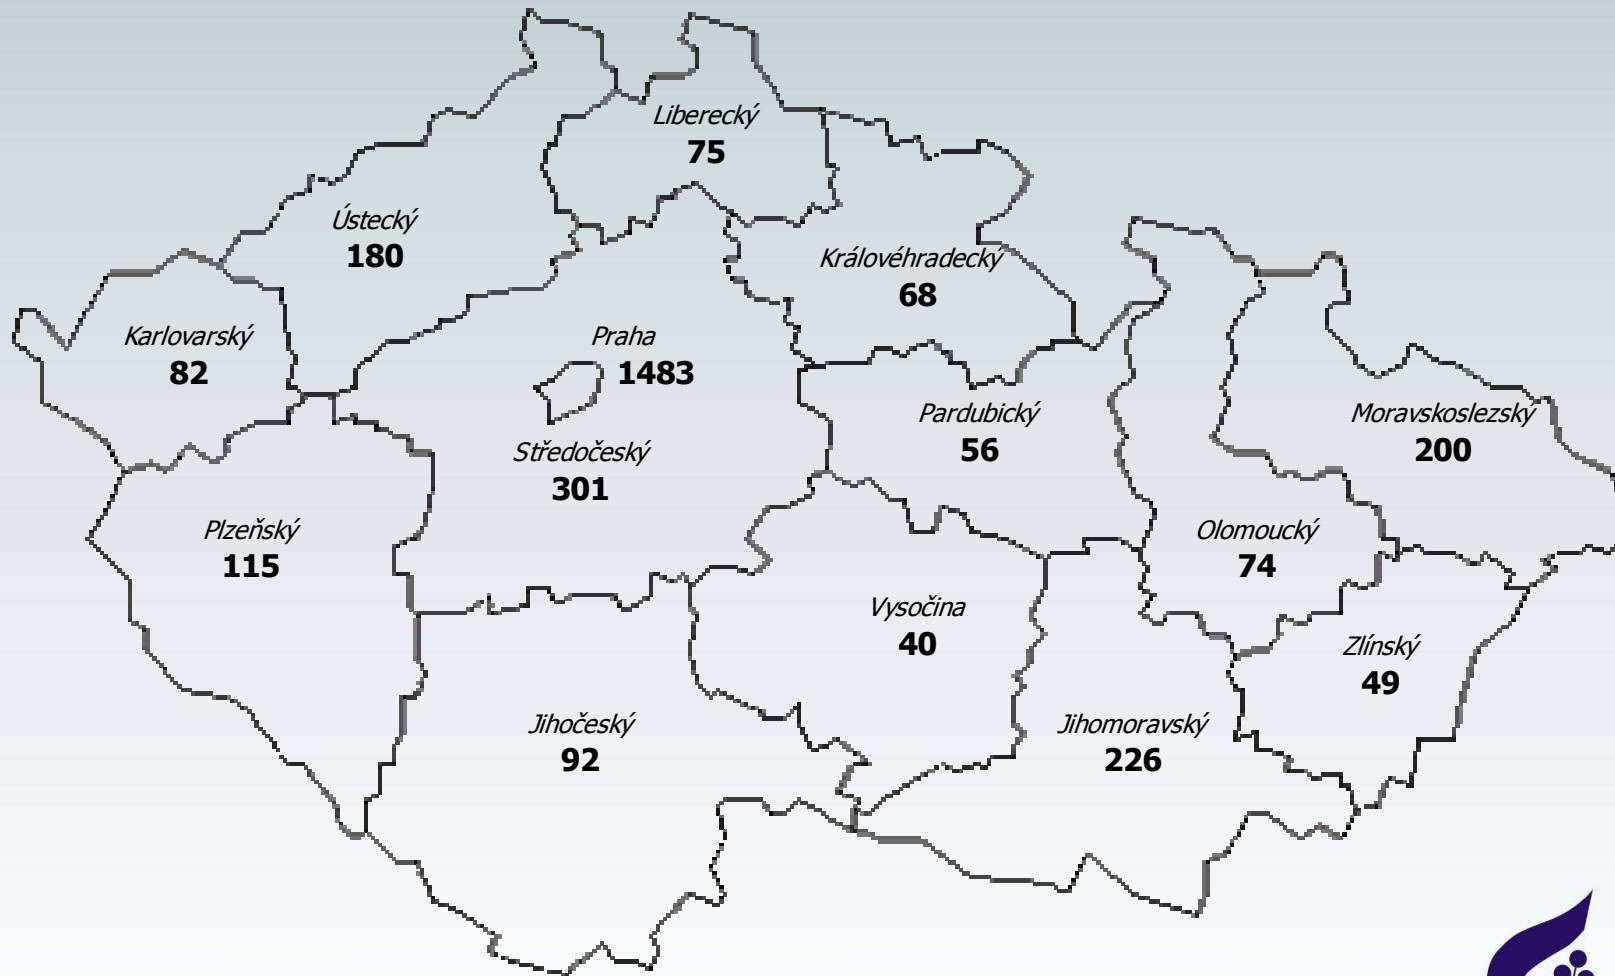 Liberecký
75
Ústecký
180
Královéhradecký
68
Karlovarský
82
Praha
1483
Pardubický
56
Moravskoslezský
200
Středočeský
301
Plzeňský
115
Olomoucký
74
Vysočina
40
Zlínský
49
Jihočeský
92
Jihomoravský
226